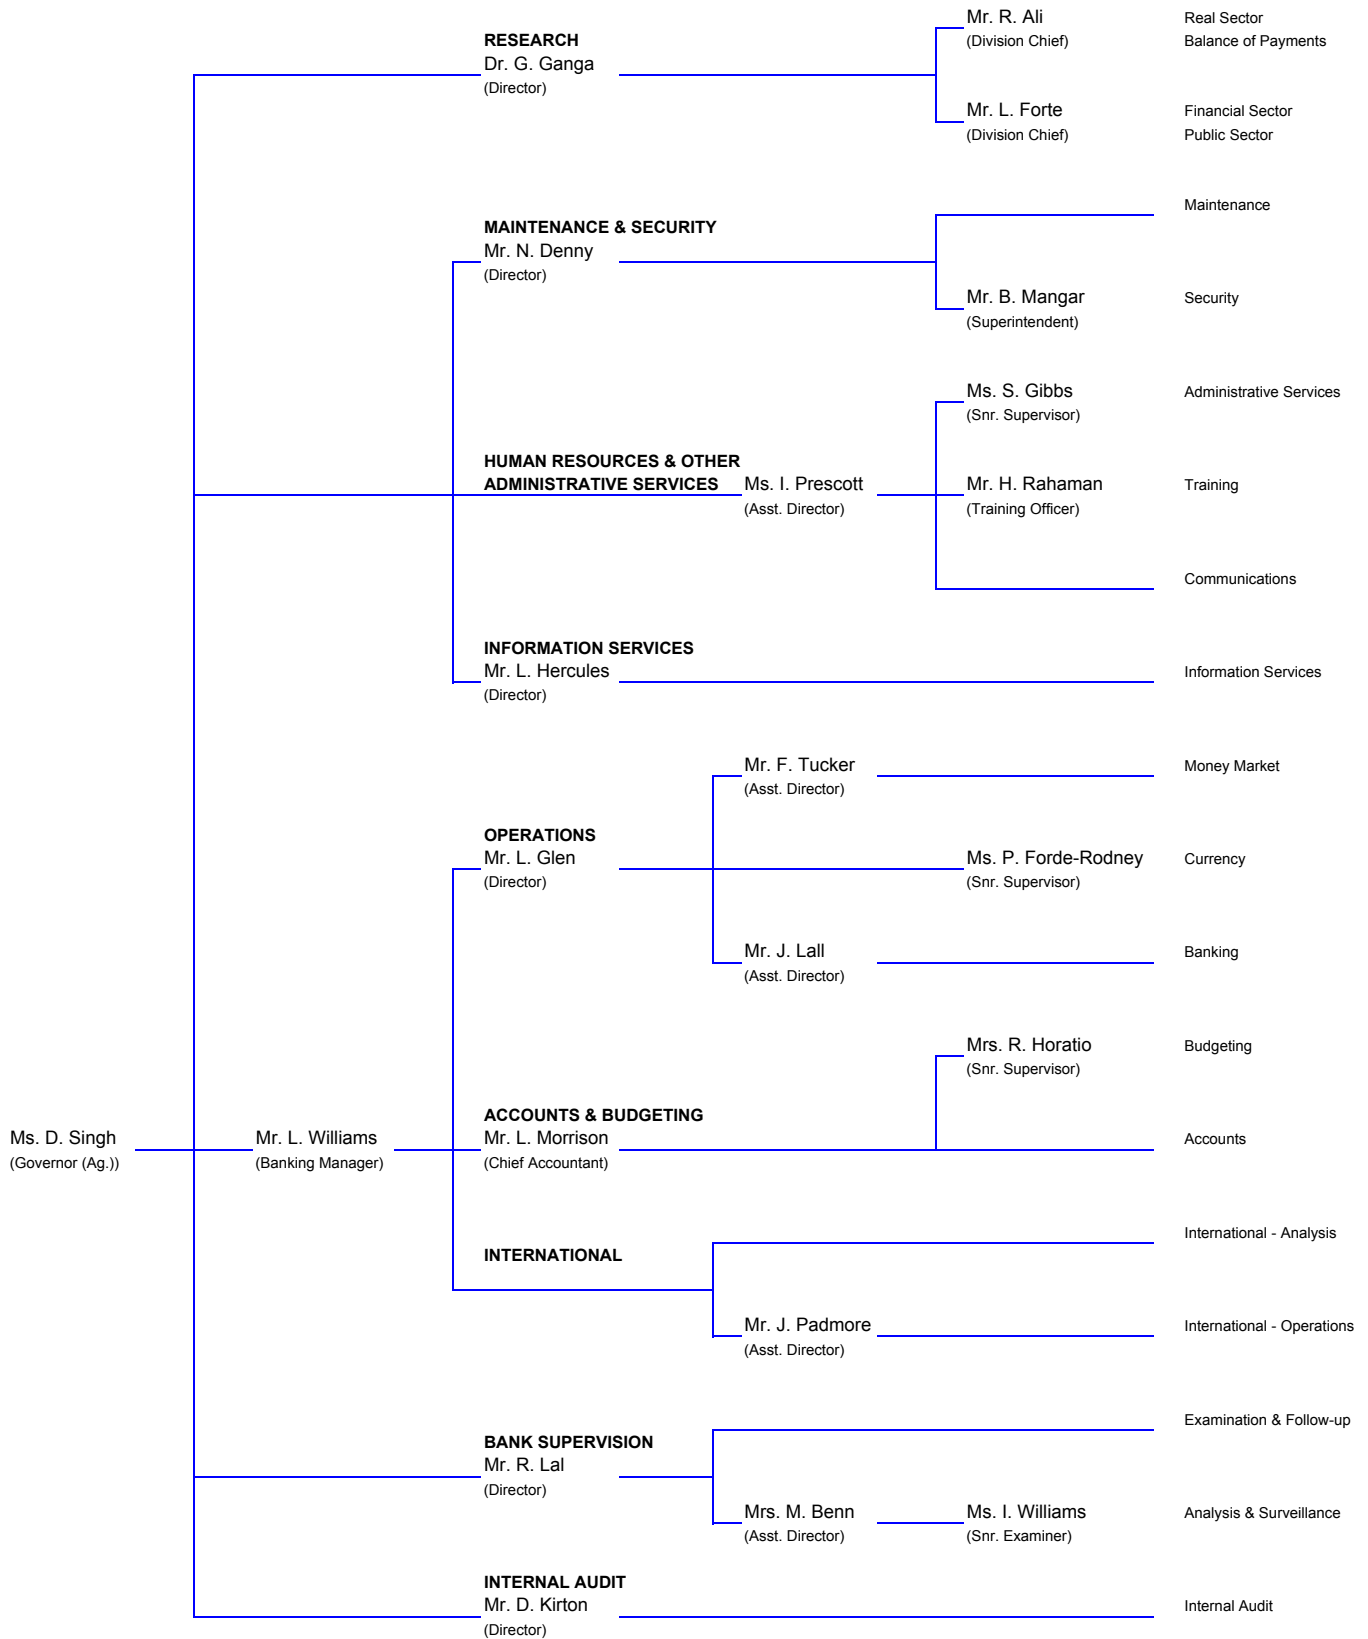 Mr. R. Ali
Real Sector
RESEARCH
(Division Chief)
Balance of Payments
Dr. G. Ganga
(Director)
Mr. L. Forte
Financial Sector
(Division Chief)
Public Sector
Maintenance
MAINTENANCE & SECURITY
Mr. N. Denny
(Director)
Mr. B. Mangar
Security
(Superintendent)
Ms. S. Gibbs
Administrative Services
(Snr. Supervisor)
HUMAN RESOURCES & OTHER
ADMINISTRATIVE SERVICES
Ms. I. Prescott
Mr. H. Rahaman
Training
(Asst. Director)
(Training Officer)
Communications
INFORMATION SERVICES
Mr. L. Hercules
Information Services
(Director)
Mr. F. Tucker
Money Market
(Asst. Director)
OPERATIONS
Mr. L. Glen
Ms. P. Forde-Rodney
Currency
(Director)
(Snr. Supervisor)
Mr. J. Lall
Banking
(Asst. Director)
Mrs. R. Horatio
Budgeting
(Snr. Supervisor)
ACCOUNTS & BUDGETING
Ms. D. Singh
Mr. L. Williams
Mr. L. Morrison
Accounts
(Governor (Ag.))
(Banking Manager)
(Chief Accountant)
International - Analysis
INTERNATIONAL
Mr. J. Padmore
International - Operations
(Asst. Director)
Examination & Follow-up
BANK SUPERVISION
Mr. R. Lal
(Director)
Mrs. M. Benn
Ms. I. Williams
Analysis & Surveillance
(Asst. Director)
(Snr. Examiner)
INTERNAL AUDIT
Mr. D. Kirton
Internal Audit
(Director)